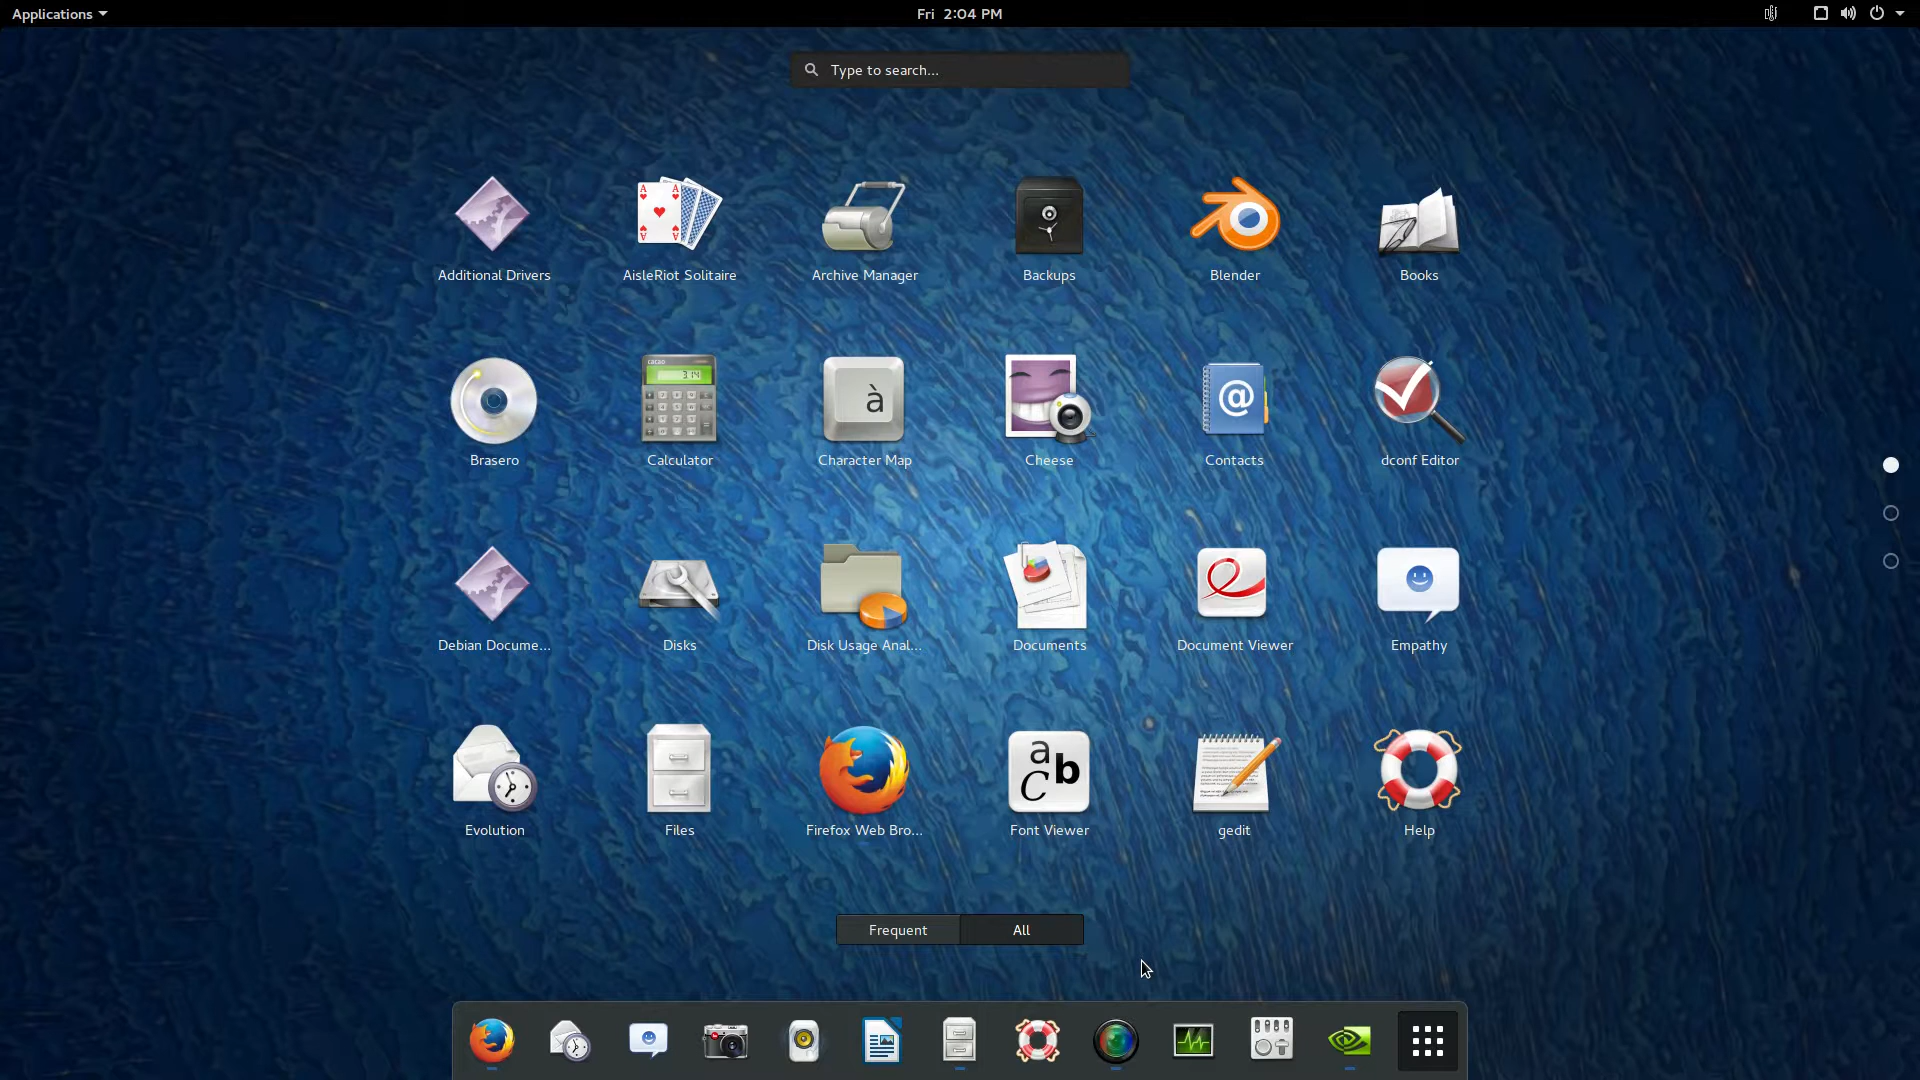 Applications
Fri 2:04 PM
Type to search...
Additional Drivers
AisleRiot Solitaire
Archive Manager
Backups
Blender
Books
Brasero
Calculator
Character Map
Cheese
Contacts
dconf Editor
Debian Docume...
Disks
Disk Usage Anal...
Documents
Document Viewer
Empathy
Evolution
Files
Firefox Web Bro...
Font Viewer
gedit
Help
Frequent
All